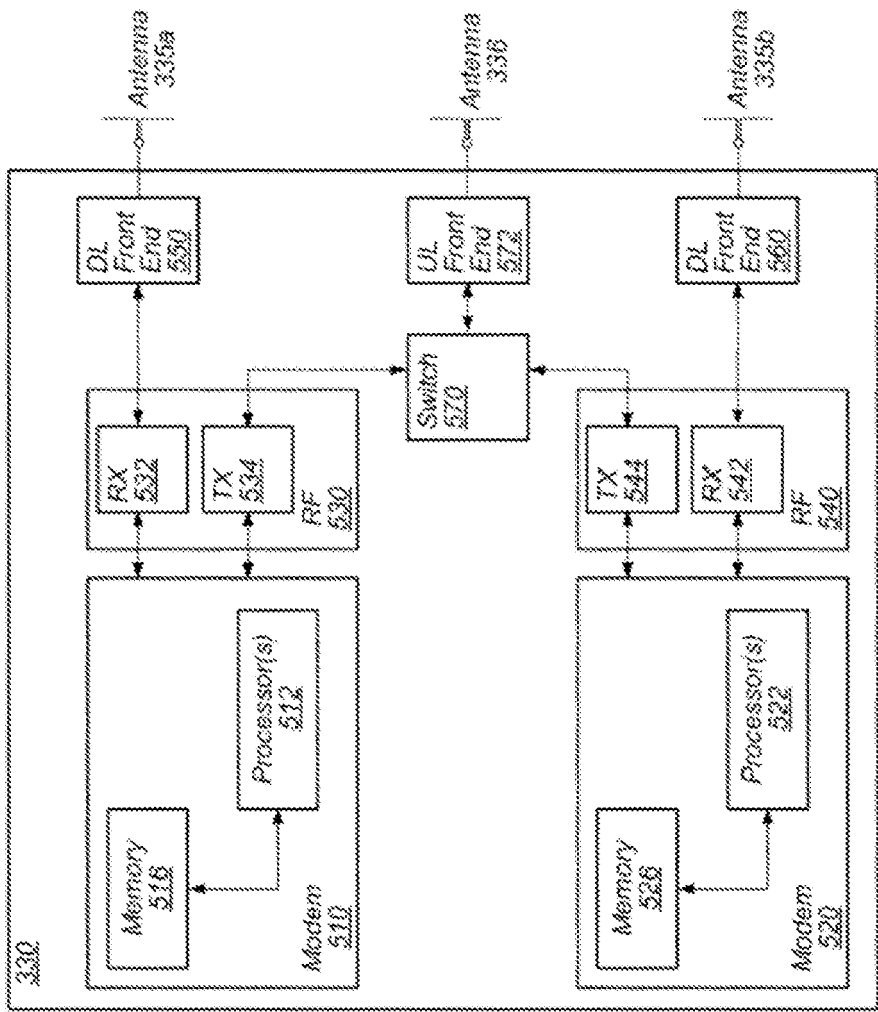 330
Memory
526
Processor(s)
522
Modem
520
Memory
516
Processor(s)
512
Modem
510
TX
544
RX
542
RF
540
RX
532
TX
534
RF
530
Switch
570
DL
Front
End
560
UL
Front
End
572
DL
Front
End
550
Antenna
335b
Antenna
336
Antenna
335a